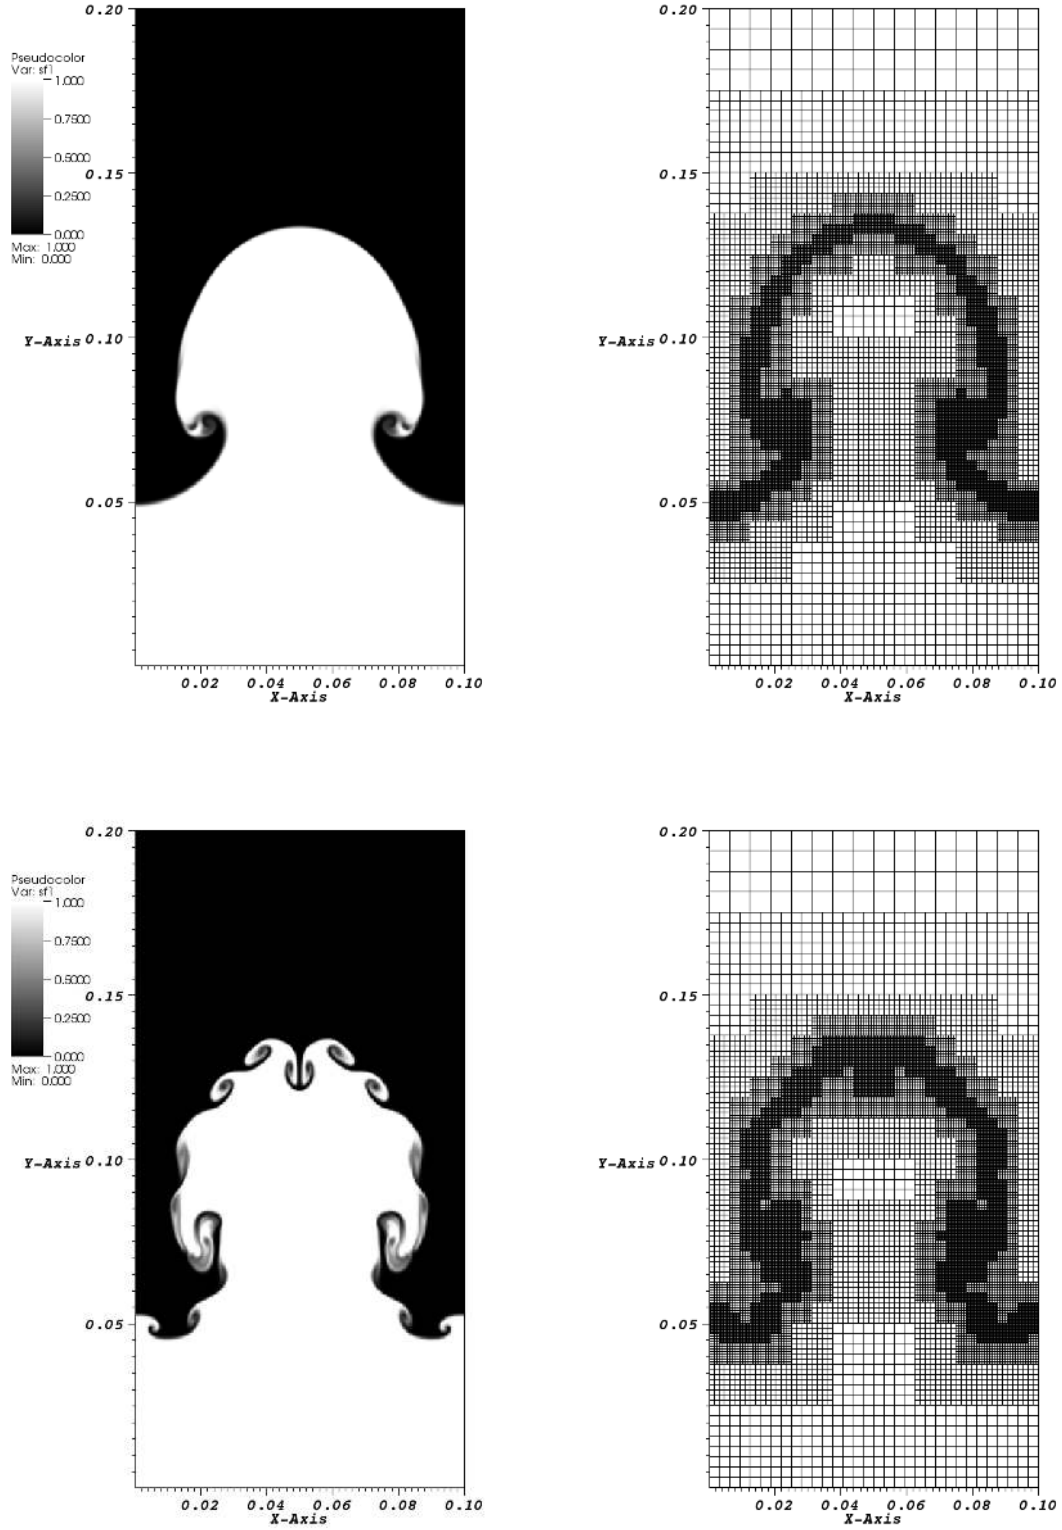 0.20
Pseudocolor
Var: sf1
1.000
0.7500
0.5000
0.2500
0.000
Max: 1.000
Min: 0.000
0.15
Y-Axis 0.10
0.05
0.02 0.04 0.06 0.08 0.10
X-Axis
0.20
0.15
Y-Axis 0.10
0.05
0.02 0.04 0.06 0.08 0.10
X-Axis
0.20
Pseudocolor
Var: sf1
1.000
0.7500
0.5000
0.2500
0.000
Max: 1.000
Min: 0.000
0.15
Y-Axis 0.10
0.05
0.02 0.04 0.06 0.08 0.10
X-Axis
0.20
0.15
Y-Axis 0.10
0.05
0.02 0.04 0.06 0.08 0.10
X-Axis